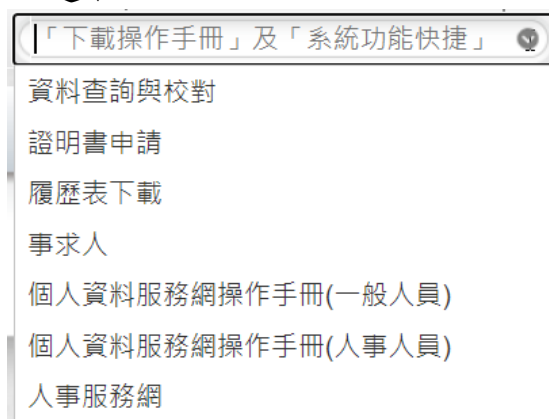 「下載操作手冊」及「系統功能快捷」
資料查詢與校對
證明書申請
履歷表下載
事求人
個人資料服務網操作手冊(一般人員)
個人資料服務網操作手冊(人事人員)
人事服務網